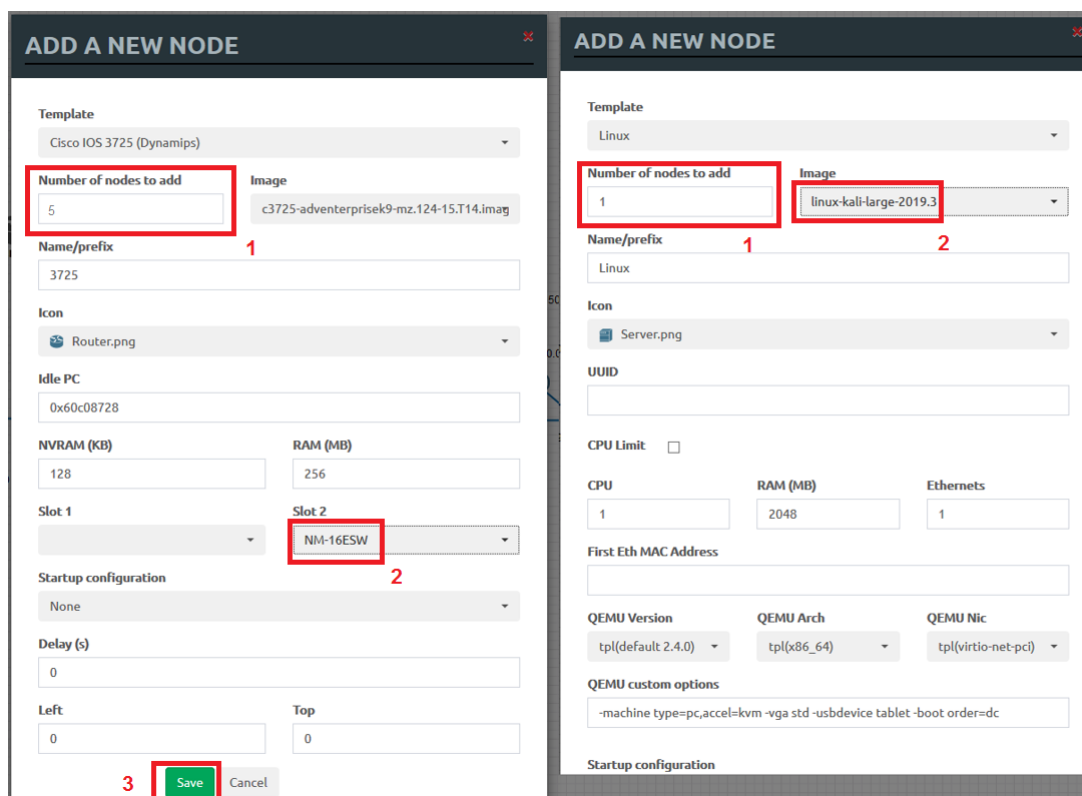 ADD A NEW NODE
Template
Cisco IOS 3725 (Dynamips)
Number of nodes to add
Image
5
c3725-adventerprisek9-mz.124-15.T14.imag
1
Name/prefix
3725
Icon
Router.png
Idle PC
0x60c08728
NVRAM (KB)
RAM (MB)
128
256
Slot 1
Slot 2
NM-16ESW
2
Startup configuration
None
Delay (s)
0
Left
Top
0
0
3
Save
Cancel
ADD A NEW NODE
Template
Linux
Number of nodes to add
Image
1
linux-kali-large-2019.3
1
2
Name/prefix
Linux
Icon
Server.png
UUID
CPU Limit
CPU
RAM (MB)
Ethernets
1
2048
1
First Eth MAC Address
QEMU Version
QEMU Arch
QEMU Nic
tpl(default 2.4.0)
tpl(x86_64)
tpl(virtio-net-pci)
QEMU custom options
-machine type=pc,accel=kvm -vga std -usbdevice tablet -boot order=dc
Startup configuration